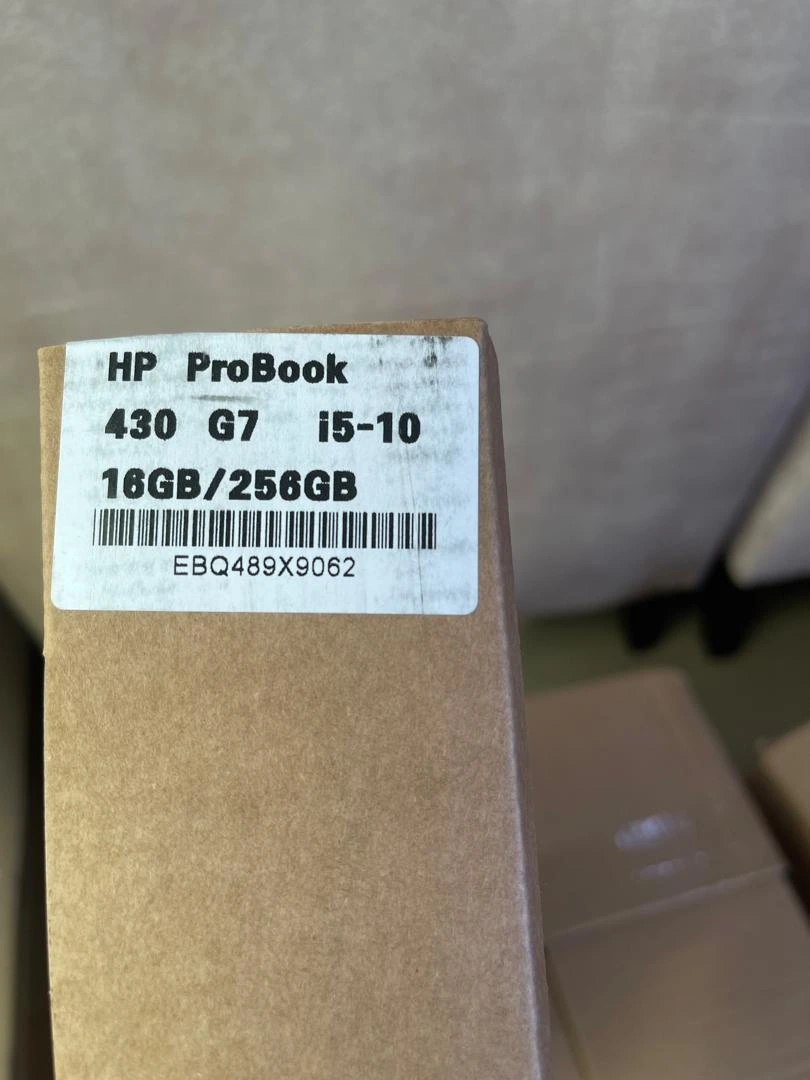 HP ProBook
430 G7 i5-10
16GB/256GB
EBQ489X9062